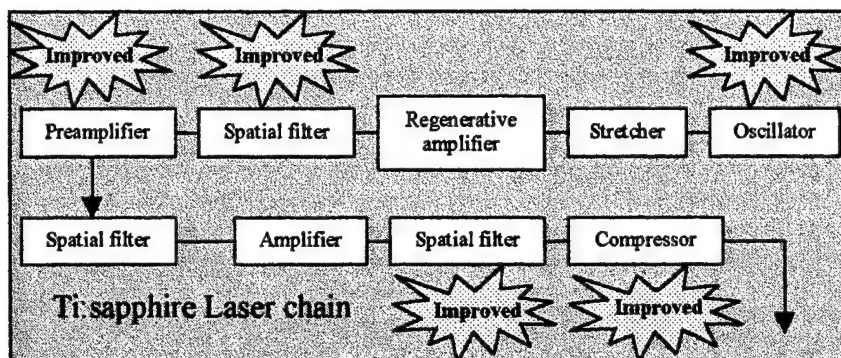 Improved
Improved
Improved
Preamplifier
Spatial filter
Regenerative
amplifier
Stretcher
Oscillator
Spatial filter
Amplifier
Spatial filter
Compressor
Ti:sapphire Laser chain
Improved
Improved